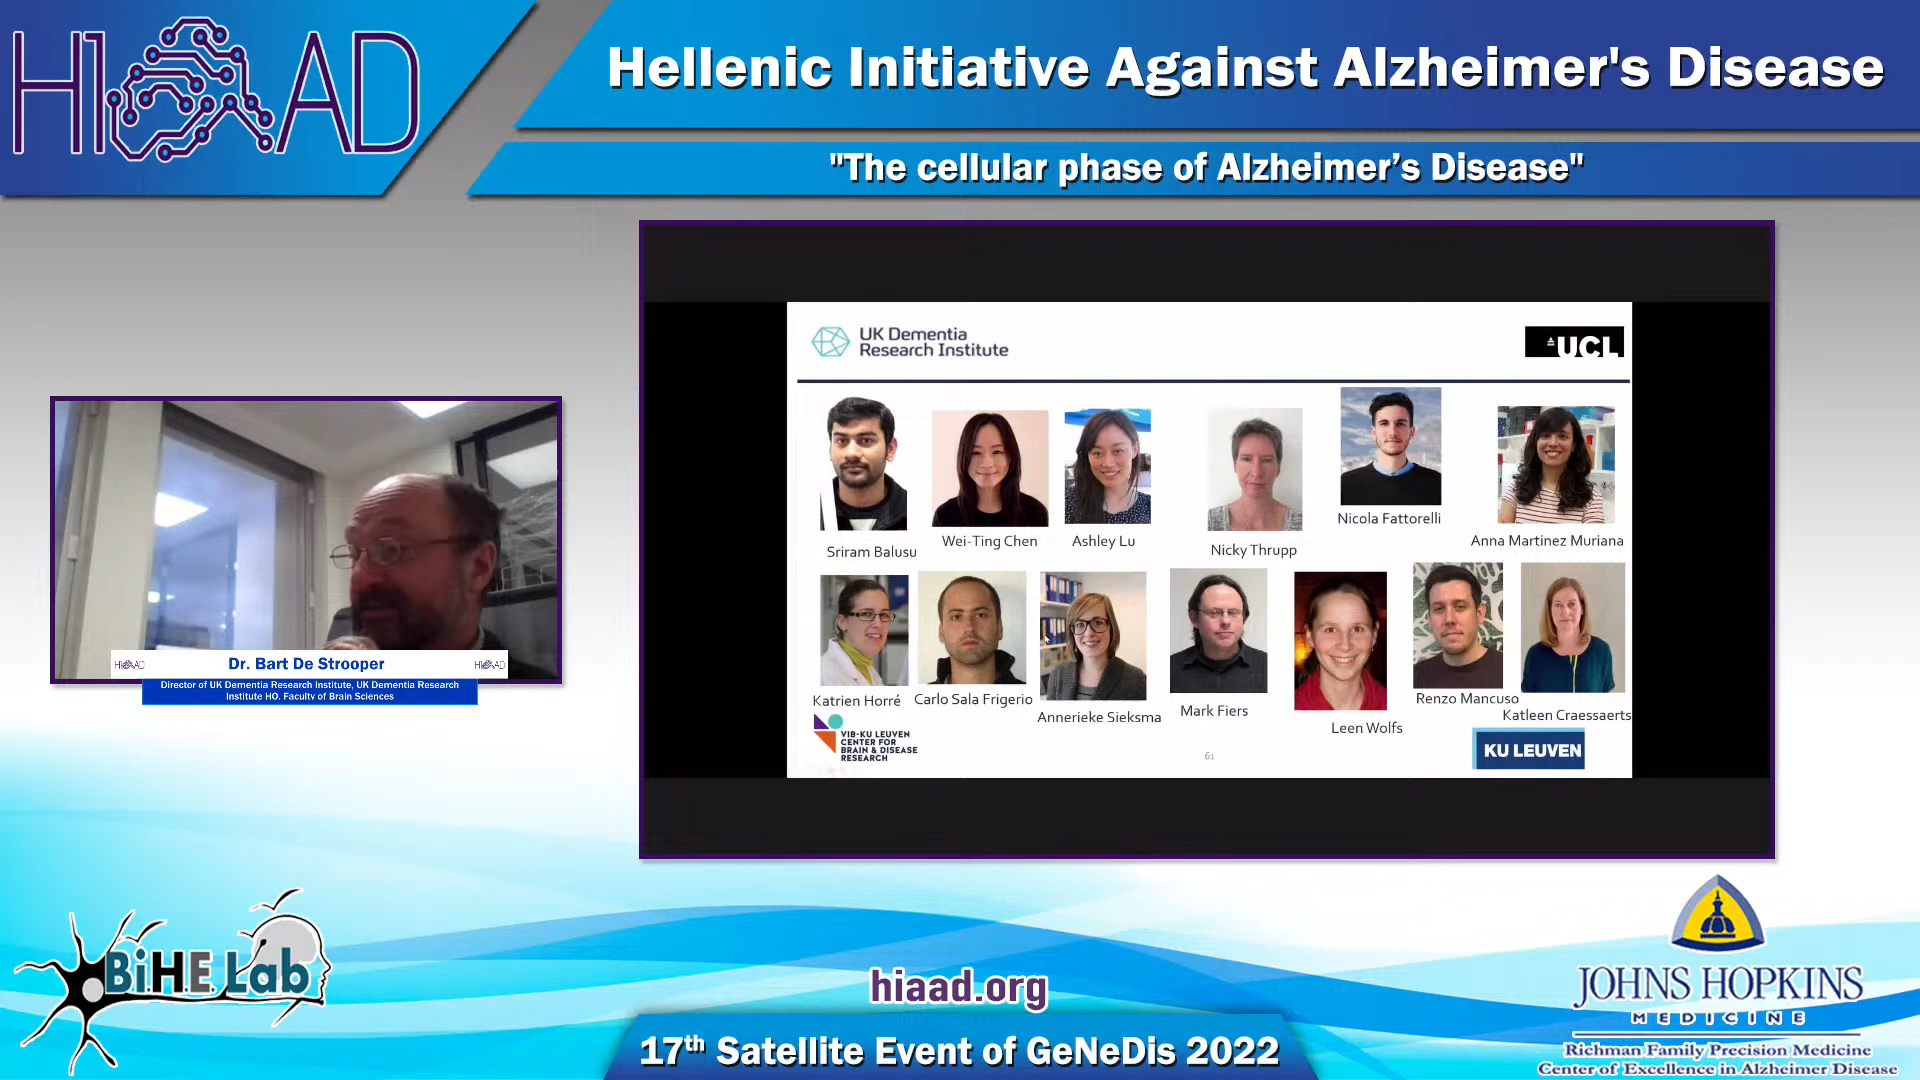 HIAAD
Hellenic Initiative Against Alzheimer's Disease
"The cellular phase of Alzheimer’s Disease"
UK Dementia
Research Institute
UCL
Sriram Balusu
Wei-Ting Chen
Ashley Lu
Nicky Thrupp
Nicola Fattorelli
Anna Martinez Muriana
Katrien Horré
Carlo Sala Frigerio
Annerieke Sieksma
Mark Fiers
Leen Wolfs
Renzo Mancuso
Katleen Craessaerts
VIB-KU LEUVEN
CENTER FOR
BRAIN & DISEASE
RESEARCH
61
KU LEUVEN
HIAAD
Dr. Bart De Strooper
HIAAD
Director of UK Dementia Research Institute, UK Dementia Research
Institute HO. Faculty of Brain Sciences
BiHE Lab
hiaad.org
17th Satellite Event of GeNeDis 2022
JOHNS HOPKINS
MEDICINE
Richman Family Precision Medicine
Center of Excellence in Alzheimer Disease